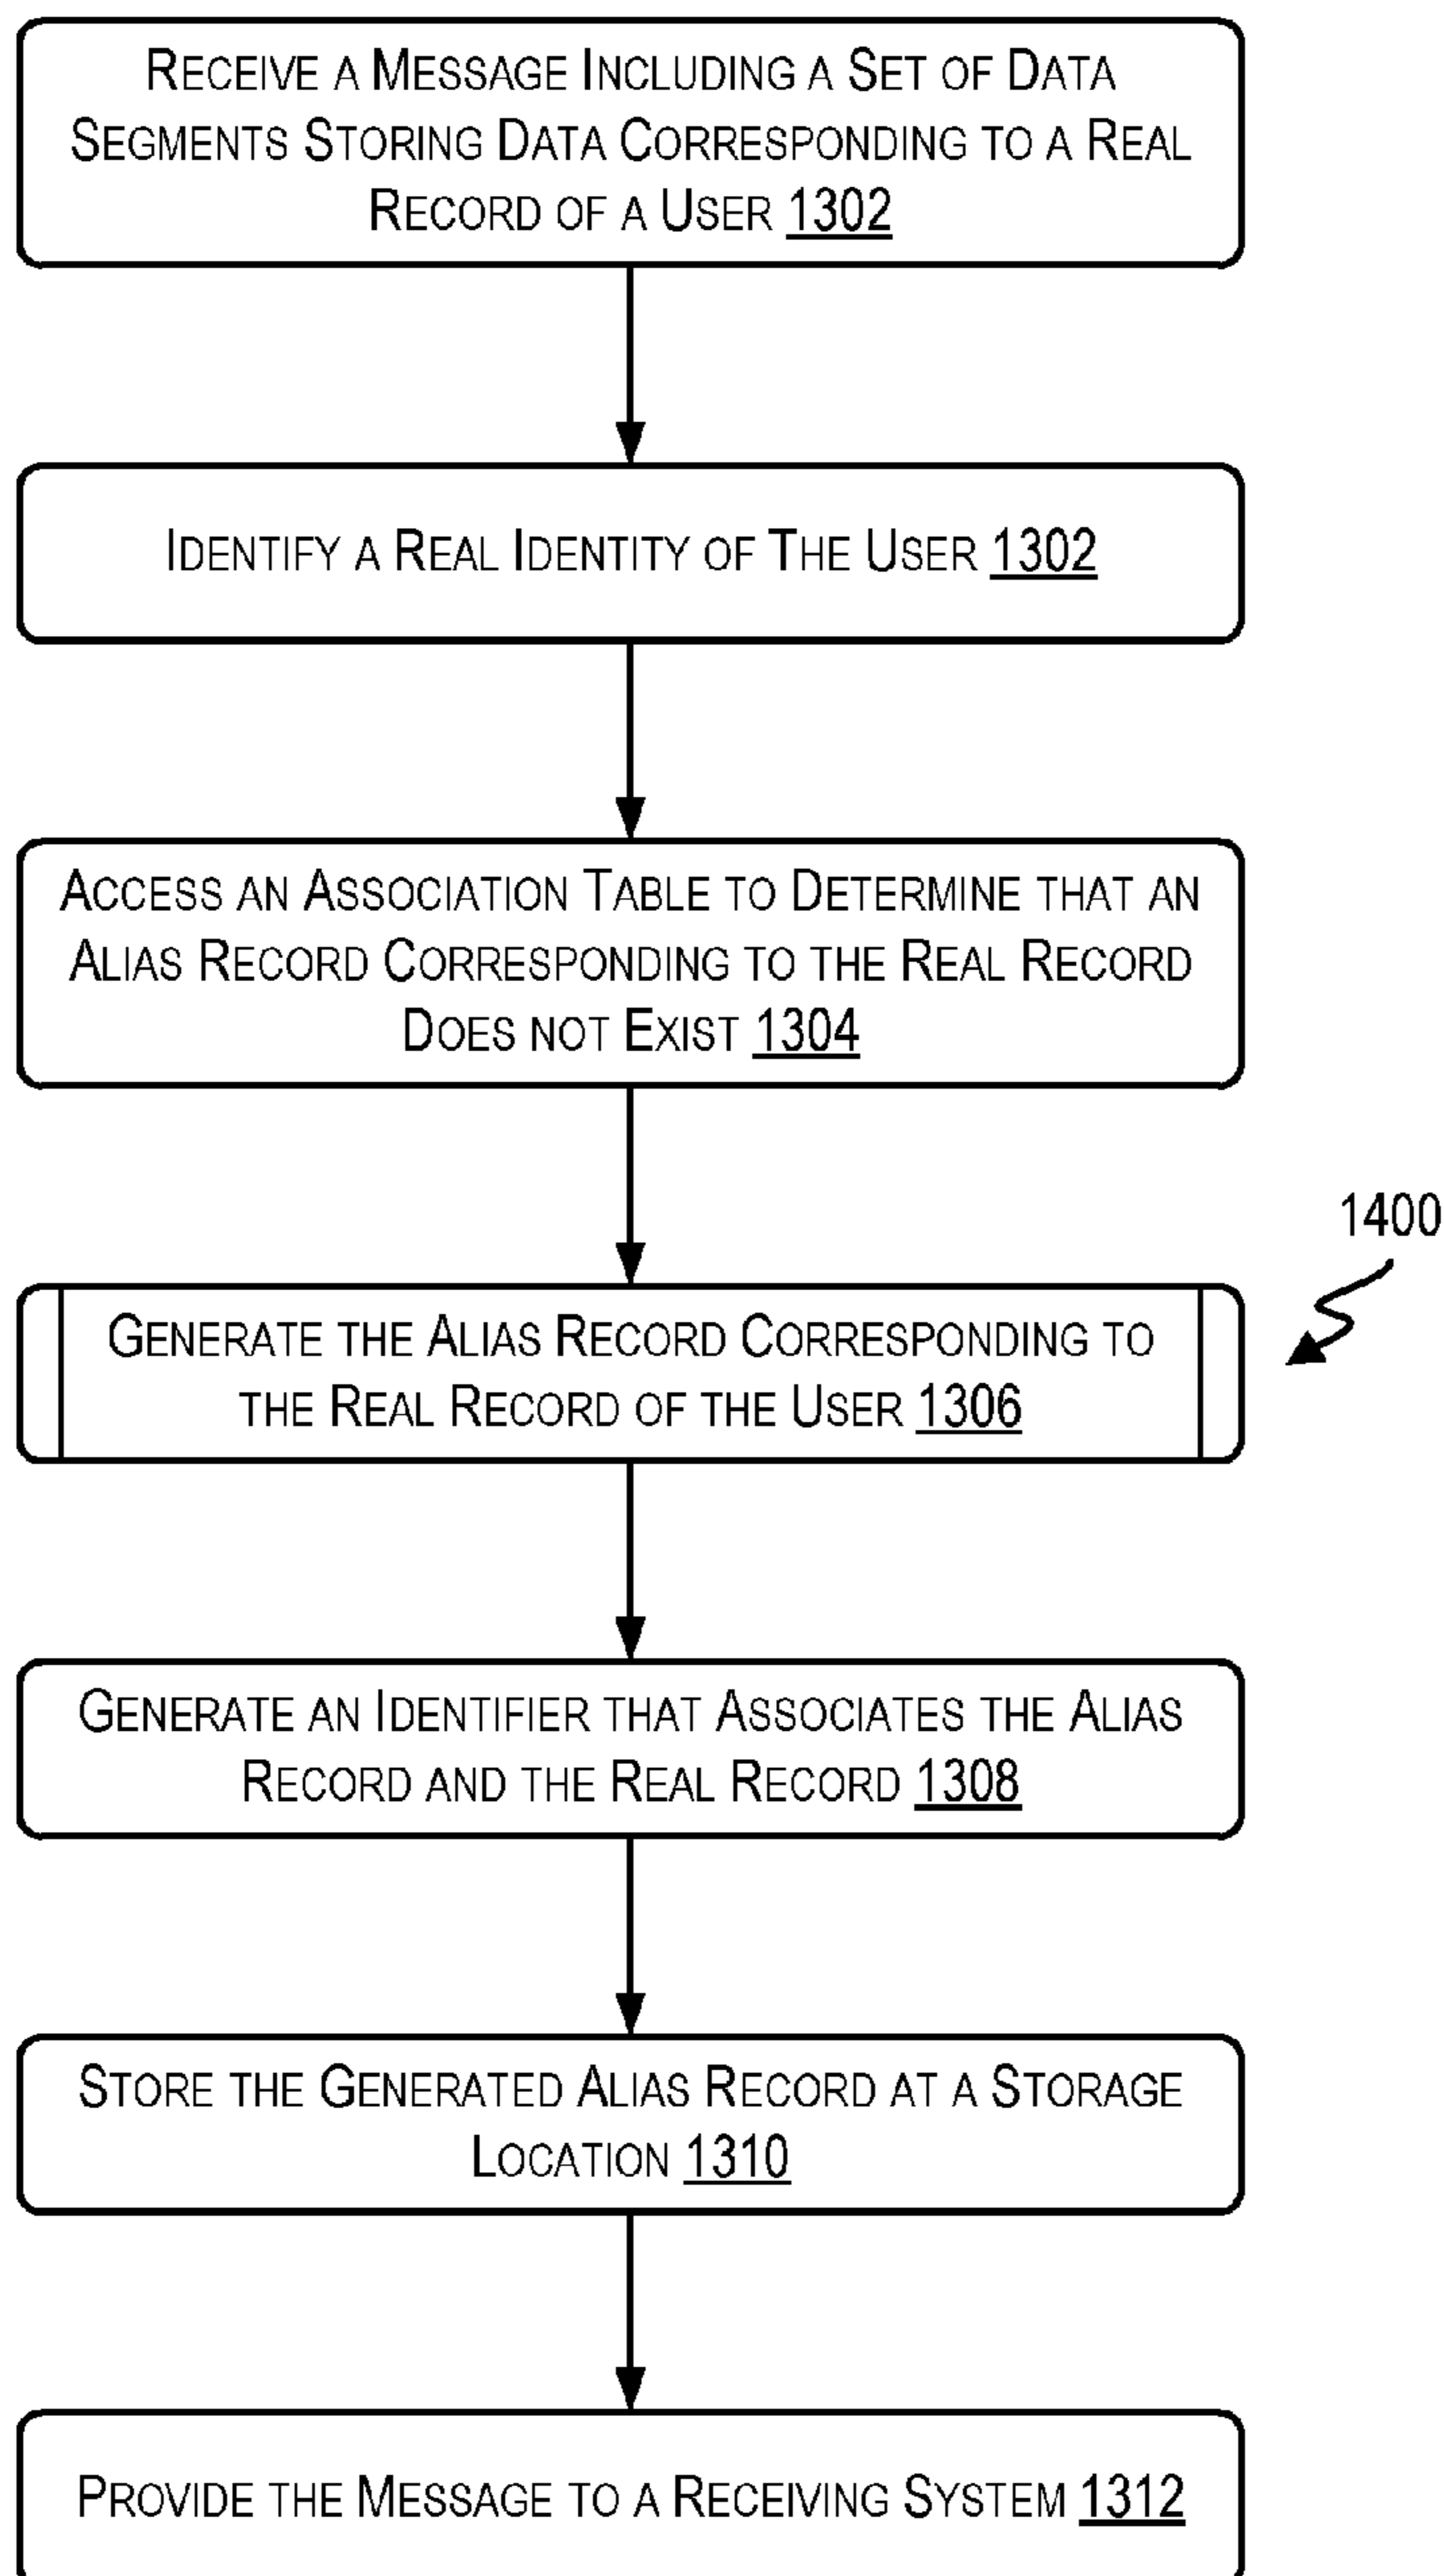 RECEIVE A MESSAGE INCLUDING A SET OF DATA
SEGMENTS STORING DATA CORRESPONDING TO A REAL
RECORD OF A USER 1302
IDENTIFY A REAL IDENTITY OF THE USER 1302
ACCESS AN ASSOCIATION TABLE TO DETERMINE THAT AN
ALIAS RECORD CORRESPONDING TO THE REAL RECORD
DOES NOT EXIST 1304
1400
GENERATE THE ALIAS RECORD CORRESPONDING TO
THE REAL RECORD OF THE USER 1306
GENERATE AN IDENTIFIER THAT ASSOCIATES THE ALIAS
RECORD AND THE REAL RECORD 1308
STORE THE GENERATED ALIAS RECORD AT A STORAGE
LOCATION 1310
PROVIDE THE MESSAGE TO A RECEIVING SYSTEM 1312